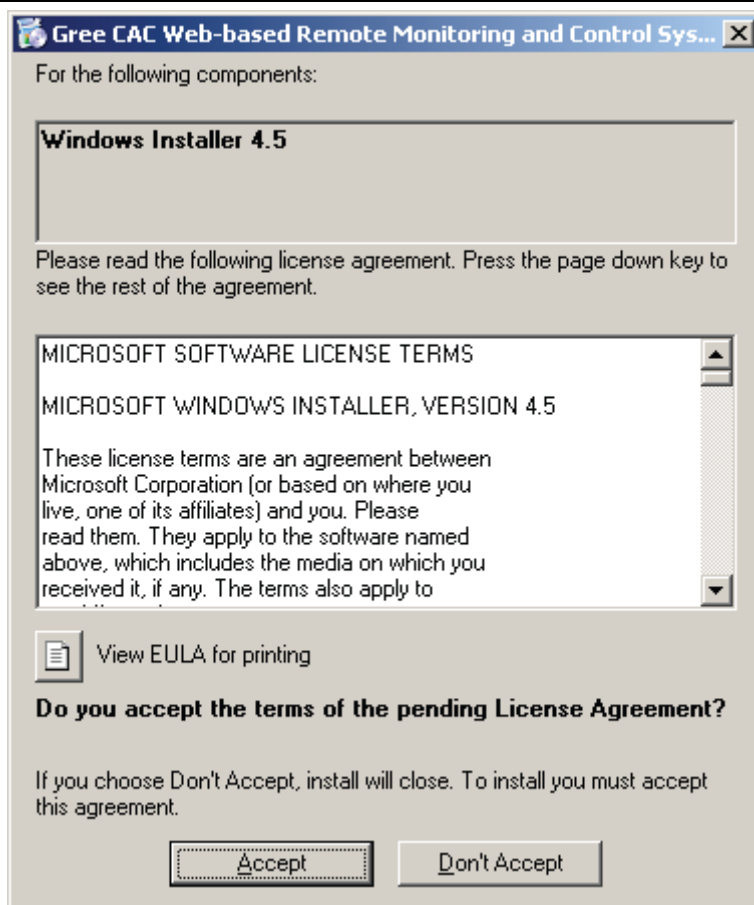 Gree CAC Web-based Remote Monitoring and Control Sys...
For the following components:
Windows Installer 4.5
Please read the following license agreement. Press the page down key to
see the rest of the agreement.
MICROSOFT SOFTWARE LICENSE TERMS
MICROSOFT WINDOWS INSTALLER, VERSION 4.5
These license terms are an agreement between
Microsoft Corporation (or based on where you
live, one of its affiliates) and you. Please
read them. They apply to the software named
above, which includes the media on which you
received it, if any. The terms also apply to
View EULA for printing
Do you accept the terms of the pending License Agreement?
If you choose Don't Accept, install will close. To install you must accept
this agreement.
Accept
Don't Accept